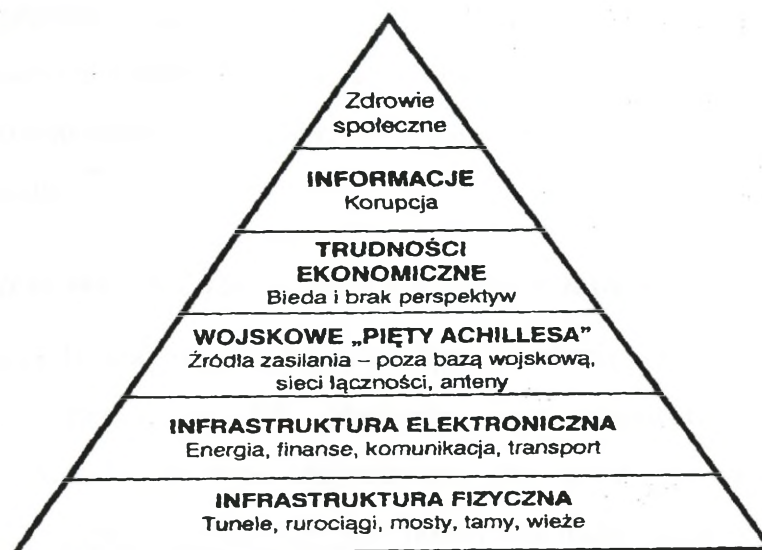 Zdrowie
społeczne
INFORMACJE
Korupcja
TRUDNOŚCI
EKONOMICZNE
Bieda i brak perspektyw
WOJSKOWE „PIĘTY ACHILLESA”
Źródła zasilania – poza bazą wojskową,
sieci łączności, anteny
INFRASTRUKTURA ELEKTRONICZNA
Energia, finanse, komunikacja, transport
INFRASTRUKTURA FIZYCZNA
Tunele, rurociągi, mosty, tamy, wieże